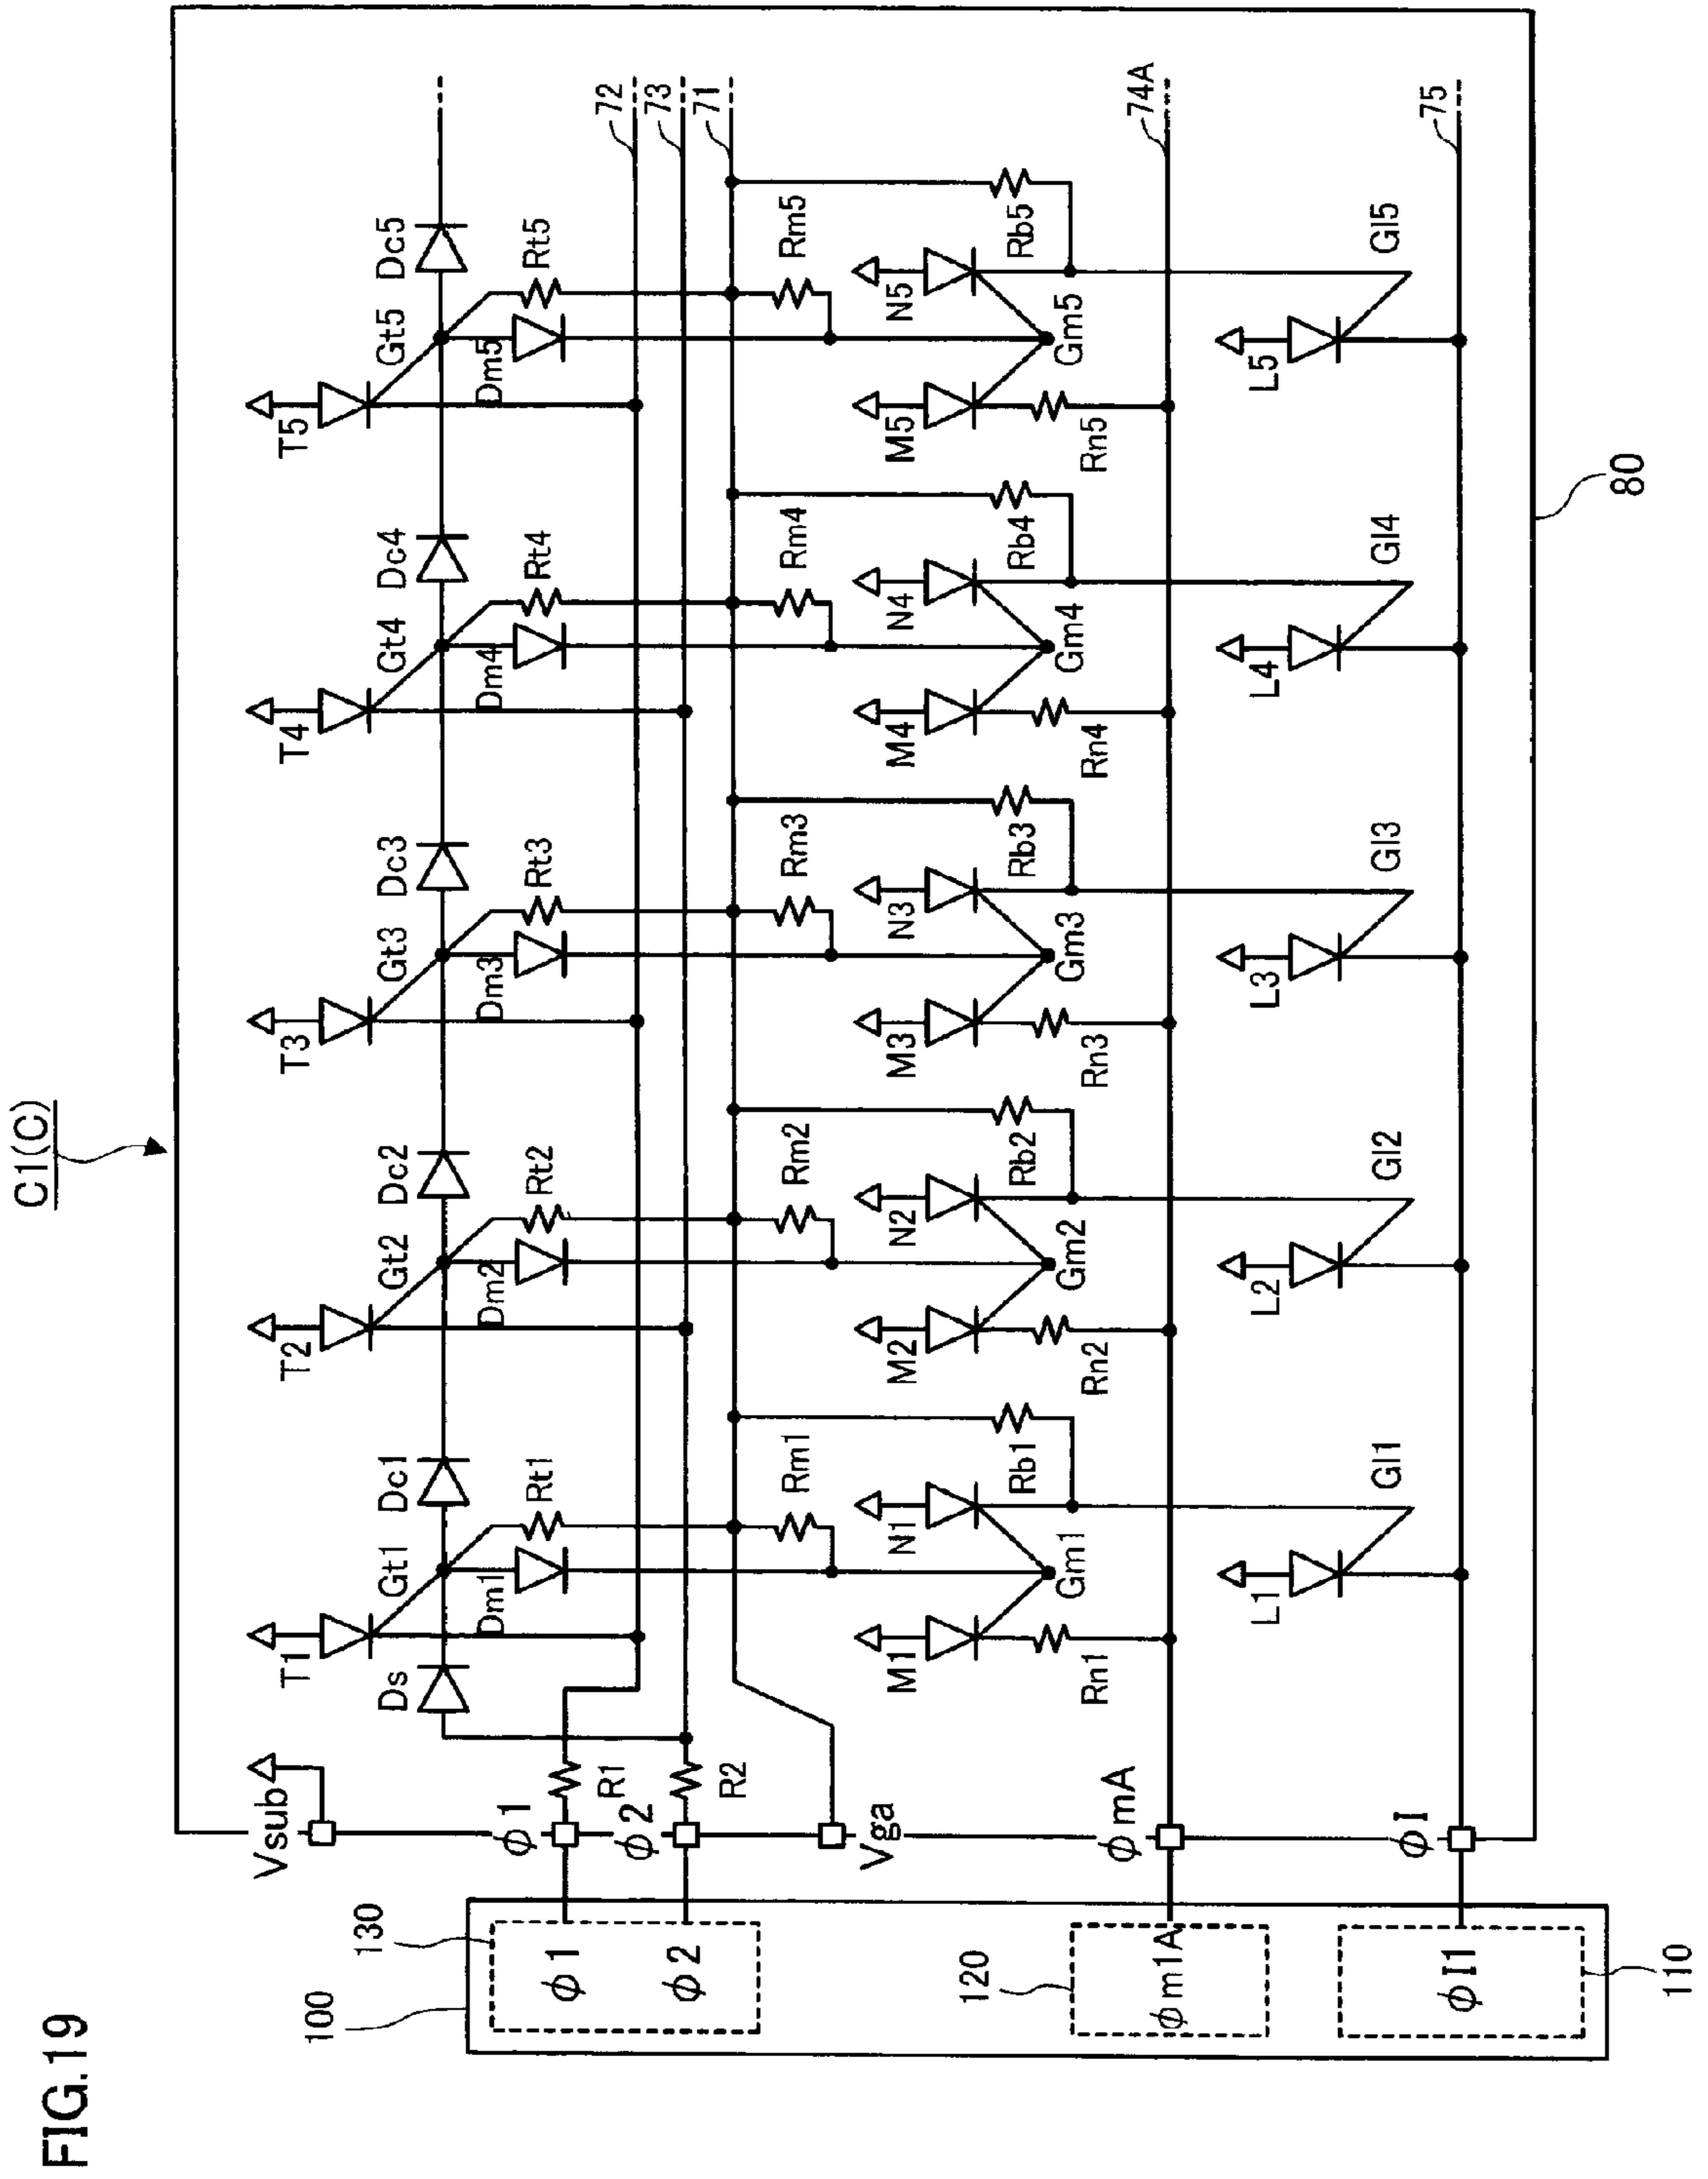 FIG.19
C1(C)
100
130
φ1
φ2
120
φm1A
110
φI1
Vsub
φ1
φ2
Vga
φmA
φI
R1
R2
80
72
73
71
74A
75
Ds
T1
Gt1
Dc1
Dm1
Rt1
Rm1
M1
N1
Gm1
Rb1
Rn1
L1
Gl1
T2
Gt2
Dc2
Dm2
Rt2
Rm2
M2
N2
Gm2
Rb2
Rn2
L2
Gl2
T3
Gt3
Dc3
Dm3
Rt3
Rm3
M3
N3
Gm3
Rb3
Rn3
L3
Gl3
T4
Gt4
Dc4
Dm4
Rt4
Rm4
M4
N4
Gm4
Rb4
Rn4
L4
Gl4
T5
Gt5
Dc5
Dm5
Rt5
Rm5
M5
N5
Gm5
Rb5
Rn5
L5
Gl5